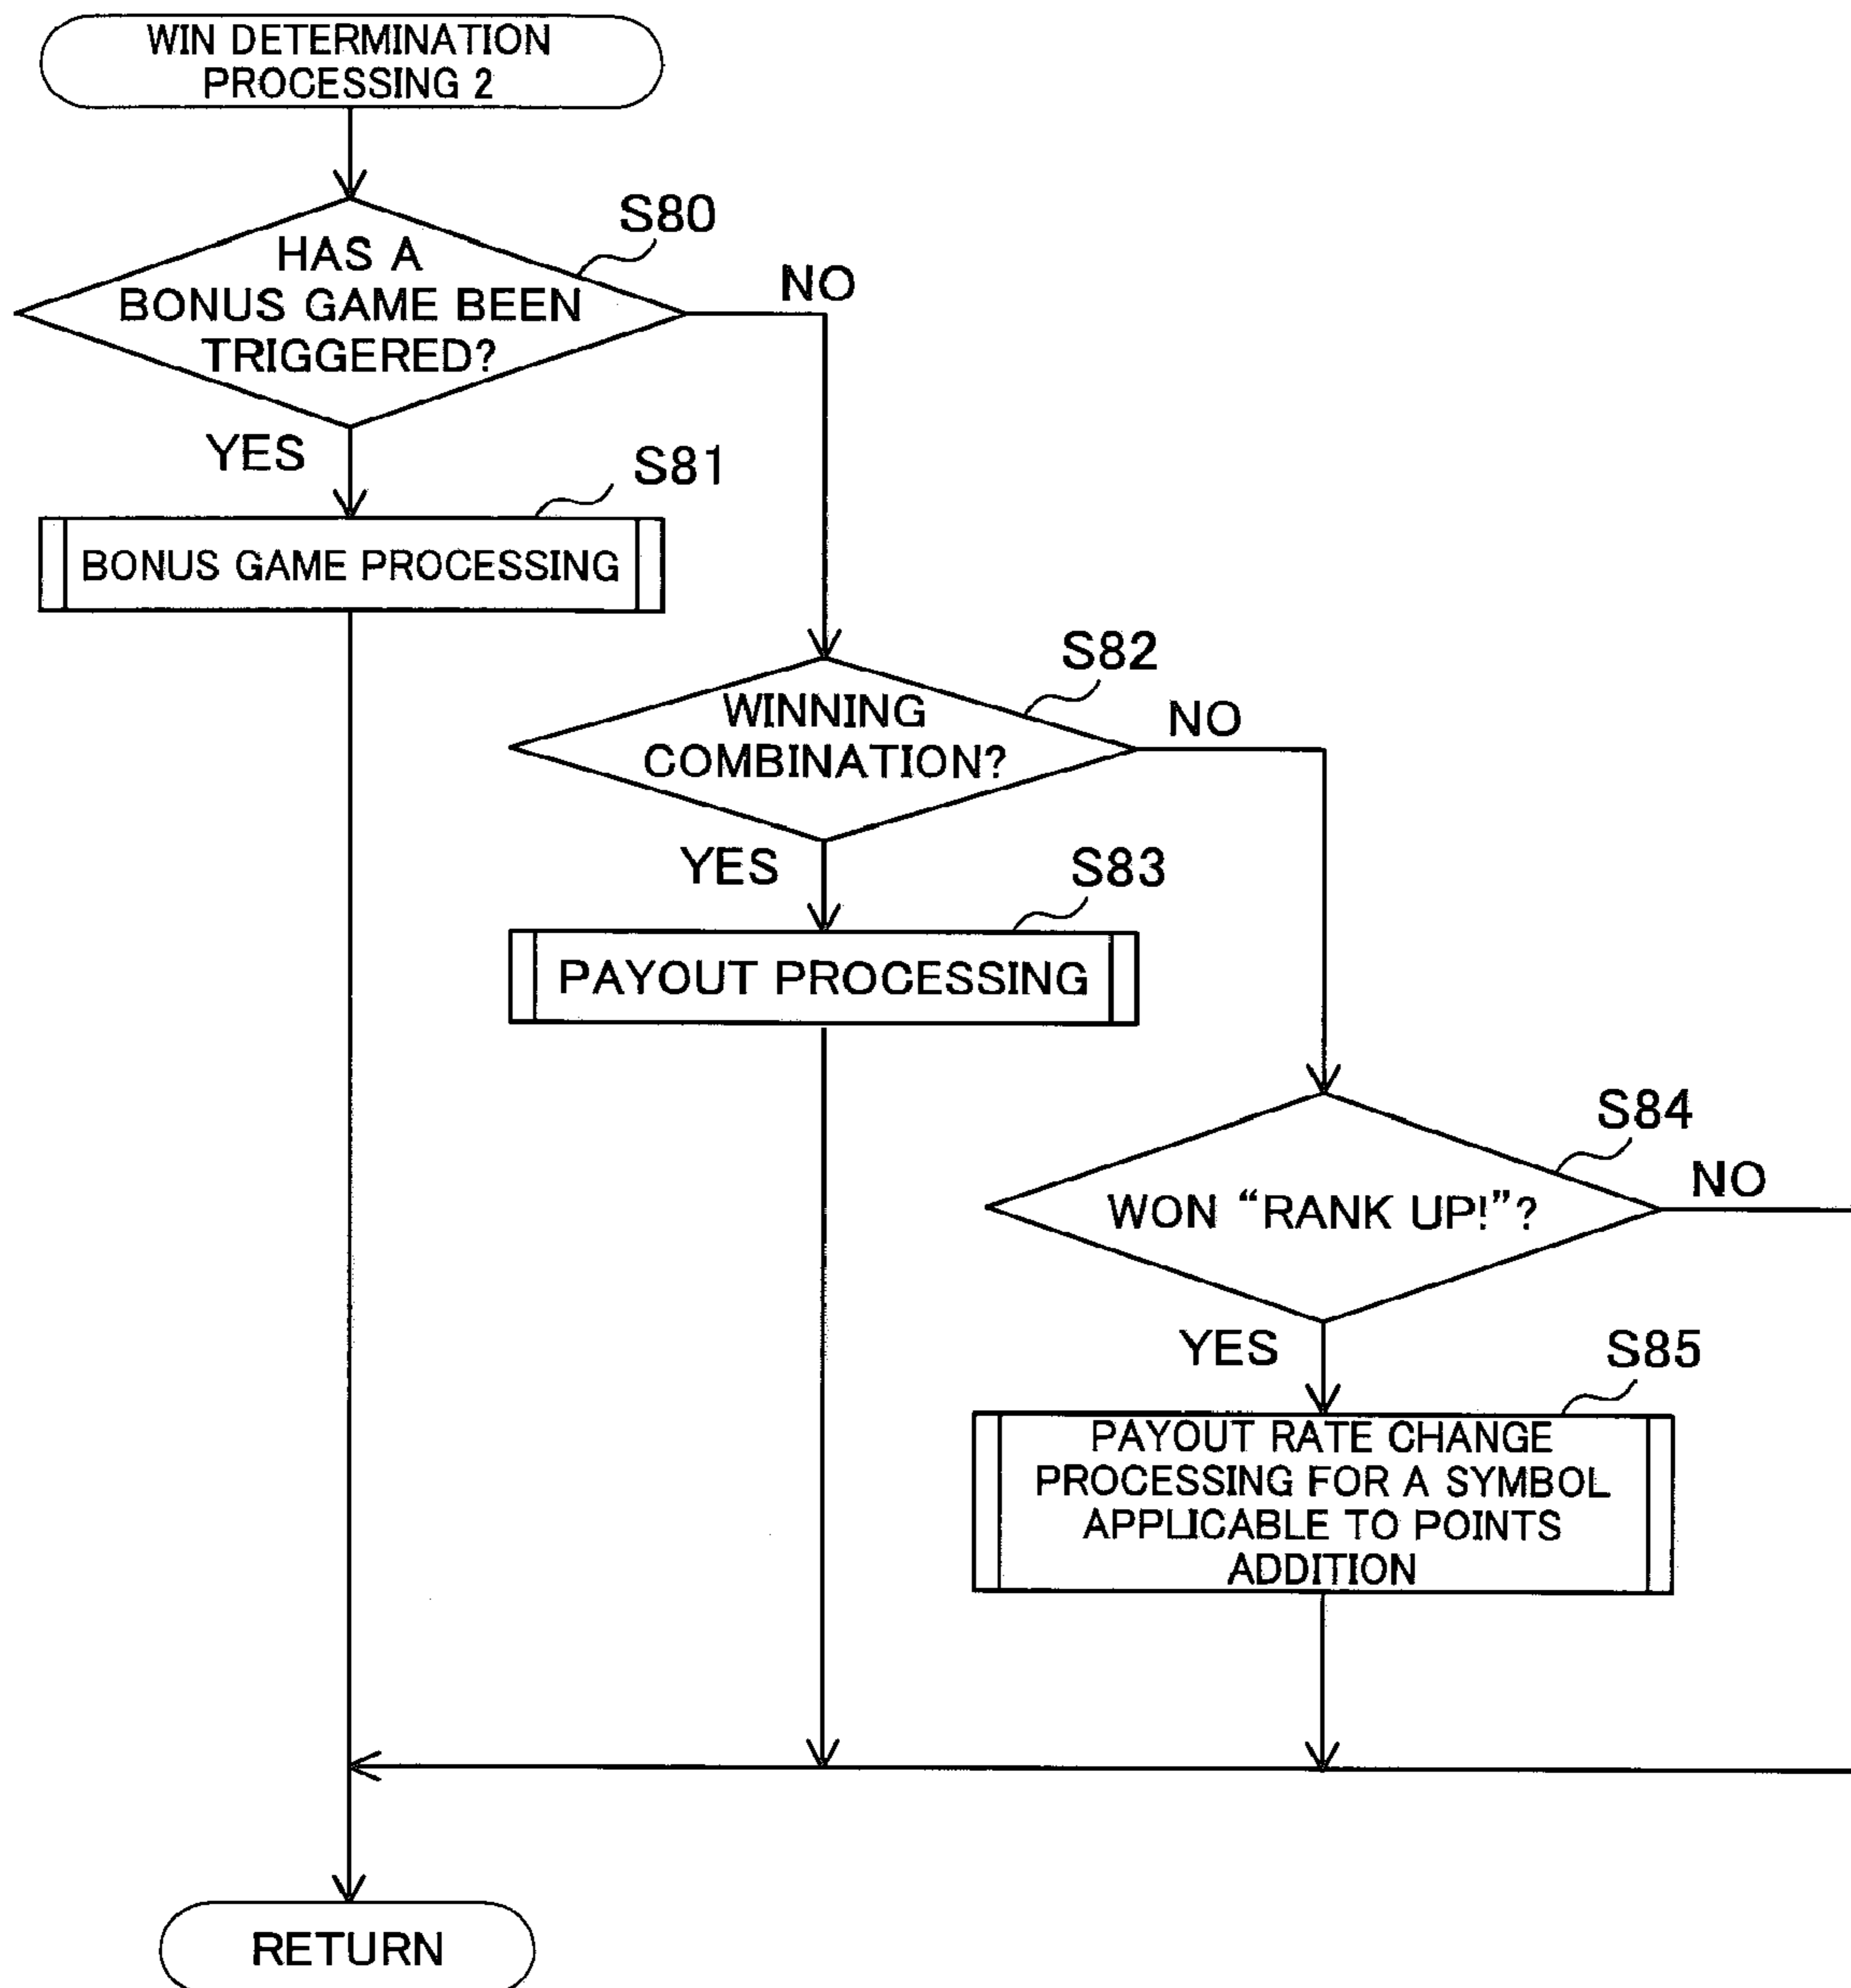 WIN DETERMINATION
PROCESSING 2
S80
HAS A
BONUS GAME BEEN
TRIGGERED?
NO
YES
S81
BONUS GAME PROCESSING
S82
WINNING
COMBINATION?
NO
YES
S83
PAYOUT PROCESSING
S84
WON “RANK UP!”?
NO
YES
S85
PAYOUT RATE CHANGE
PROCESSING FOR A SYMBOL
APPLICABLE TO POINTS
ADDITION
RETURN